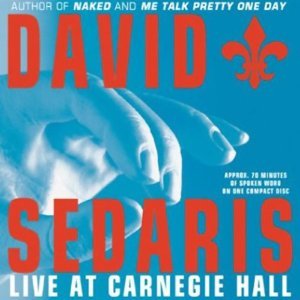 AUTHOR OF NAKED AND ME TALK PRETTY ONE DAY
DAVID
APPROX. 70 MINUTES
OF SPOKEN WORD
ON ONE COMPACT DISC
SEDARIS
LIVE AT CARNEGIE HALL